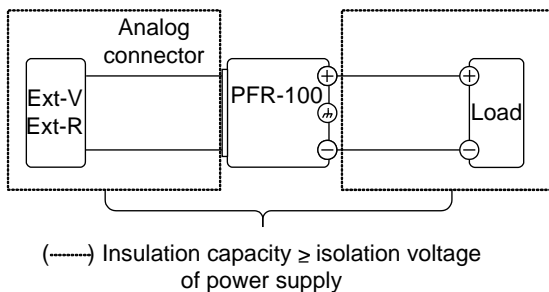 Analog
connector
Ext-V
Ext-R
PFR-100
+
+
Load
-
-
(-------) Insulation capacity ≥ isolation voltage
of power supply